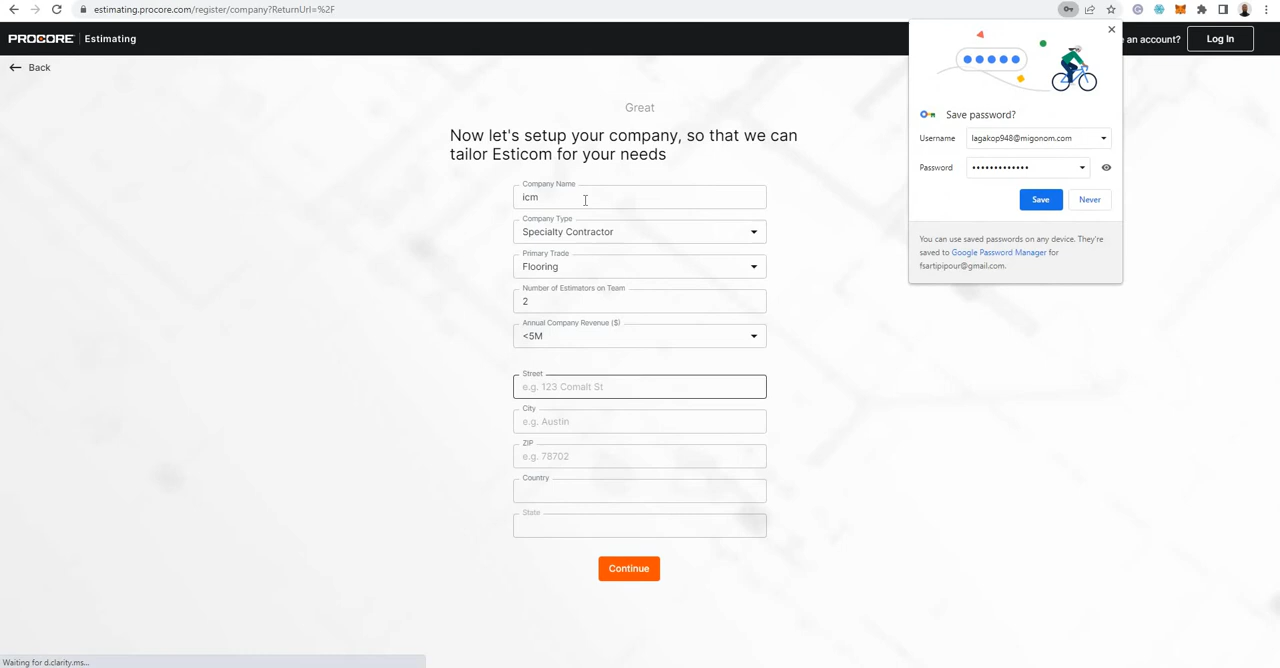 estimating.procore.com/register/company?ReturnUrl=%2F
PROCORE Estimating
e an account? Log In
Back
Great
Now let's setup your company, so that we can
tailor Esticom for your needs
Company Name
icm
Company Type
Specialty Contractor
Primary Trade
Flooring
Number of Estimators on Team
2
Annual Company Revenue ($)
<5M
Street
e.g. 123 Comalt St
City
e.g. Austin
ZIP
e.g. 78702
Country
State
Continue
Save password?
Username lagakop948@migonom.com
Password •••••••••••••
Save Never
You can use saved passwords on any device. They're
saved to Google Password Manager for
fsartipipour@gmail.com.
Waiting for d.clarity.ms...